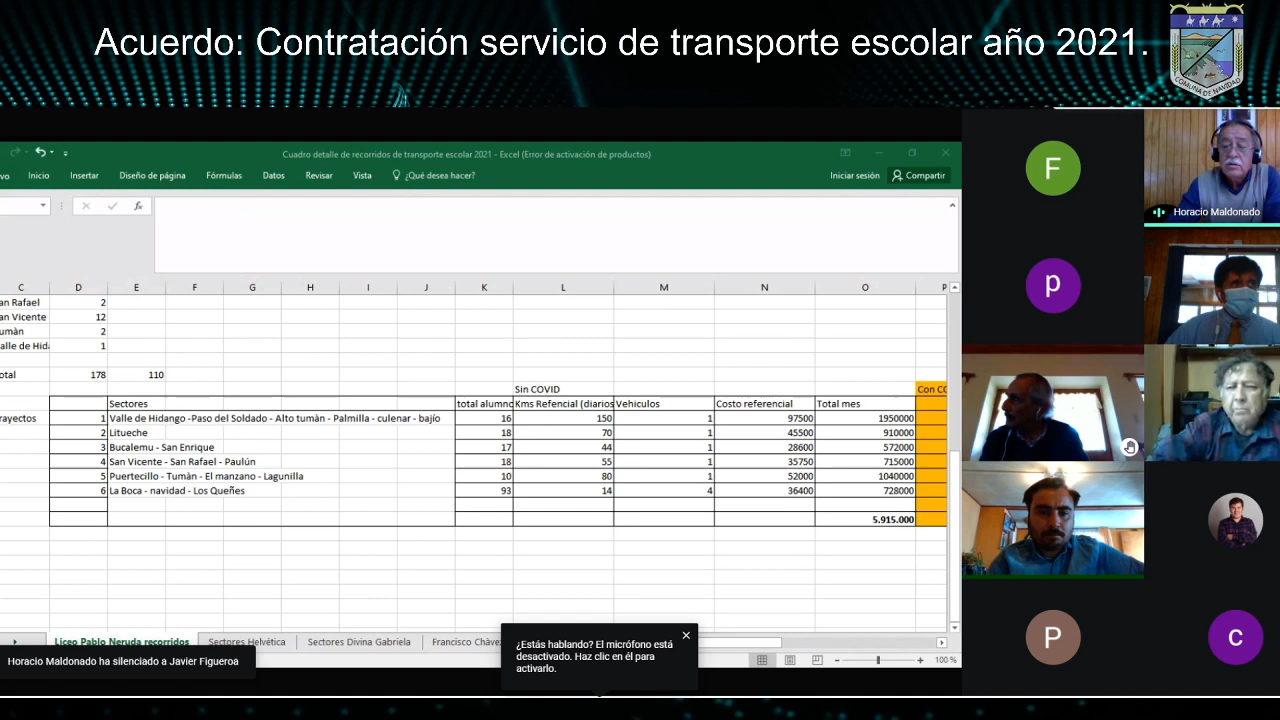 Acuerdo: Contratación servicio de transporte escolar año 2021.
COMUNA DE NAVIDAD
Cuadro detalle de recorridos de transporte escolar 2021 - Excel (Error de activación de productos)
vo Inicio Insertar Diseño de página Fórmulas Datos Revisar Vista ¿Qué desea hacer? Iniciar sesión Compartir
fx
C D E F G H I J K L M N O P
an Rafael 2
an Vicente 12
umàn 2
alle de Hida 1
otal 178 110
Sin COVID Con CO
Sectores total alumno Kms Refencial (diarios Vehiculos Costo referencial Total mes
rayectos 1 Valle de Hidango -Paso del Soldado - Alto tumàn - Palmilla - culenar - bajío 16 150 1 97500 1950000
2 Litueche 18 70 1 45500 910000
3 Bucalemu - San Enrique 17 44 1 28600 572000
4 San Vicente - San Rafael - Paulún 18 55 1 35750 715000
5 Puertecillo - Tumàn - El manzano - Lagunilla 10 80 1 52000 1040000
6 La Boca - navidad - Los Queñes 93 14 4 36400 728000
5.915.000
Liceo Pablo Neruda recorridos Sectores Helvética Sectores Divina Gabriela Francisco Chávez
100 %
Horacio Maldonado ha silenciado a Javier Figueroa
¿Estás hablando? El micrófono está
desactivado. Haz clic en él para
activarlo.
F
Horacio Maldonado
p
P
c